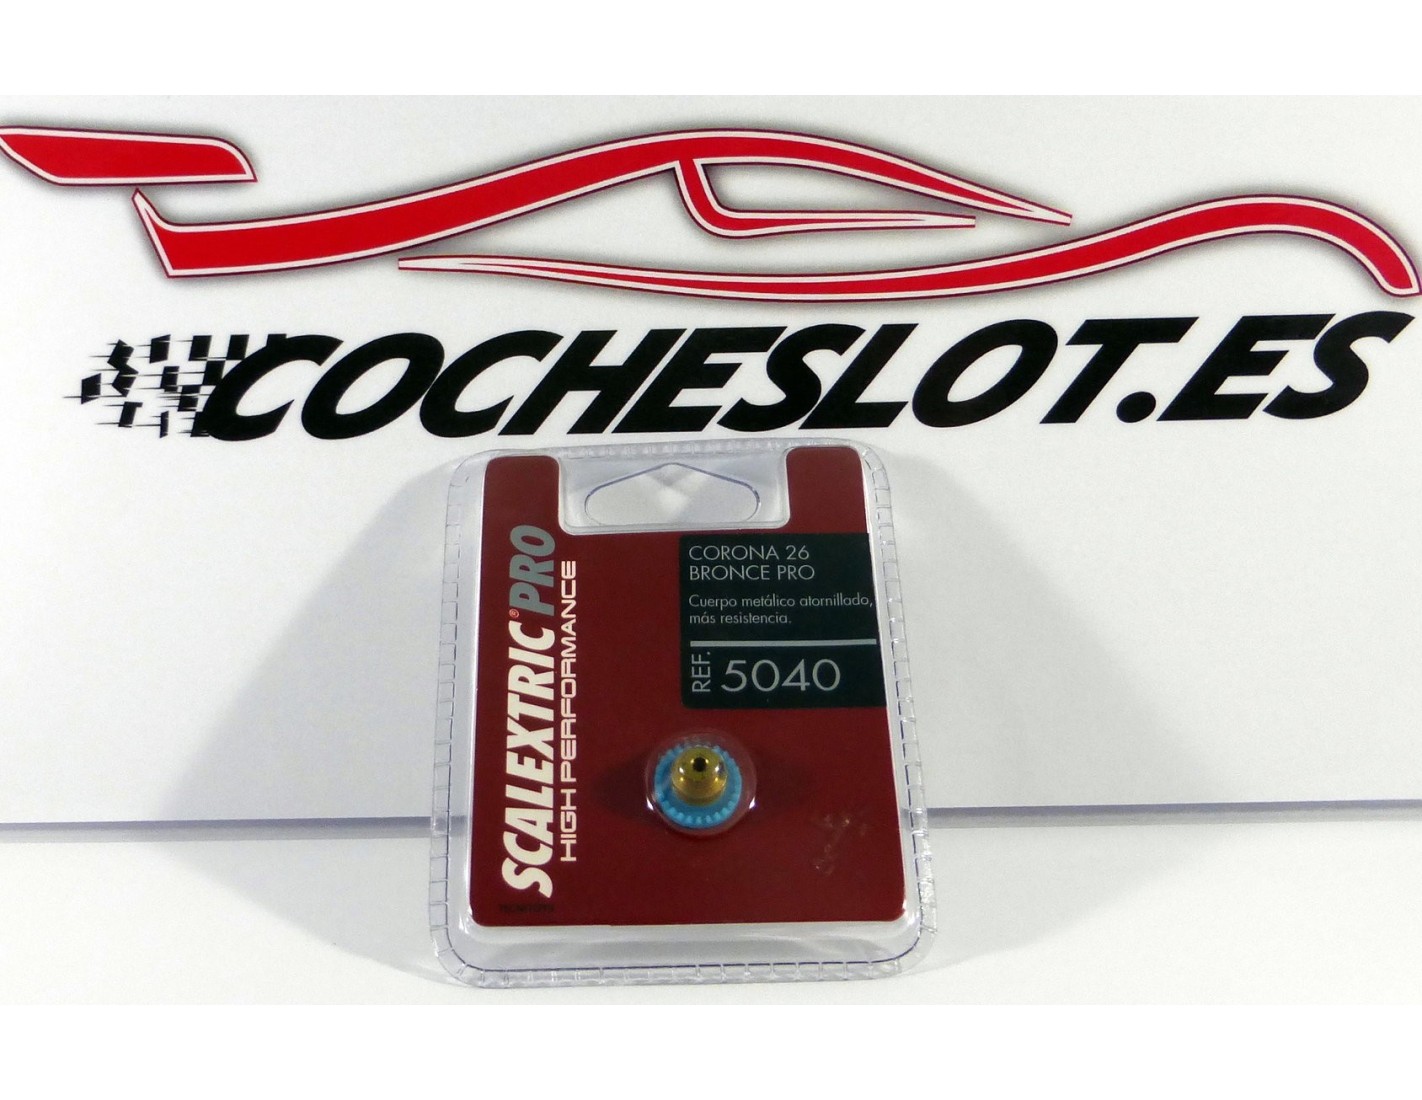 COCHESLOT.ES
SCALEXTRIC® PRO
HIGH PERFORMANCE
CORONA 26
BRONCE PRO
Cuerpo metálico atornillado,
más resistencia.
REF. 5040